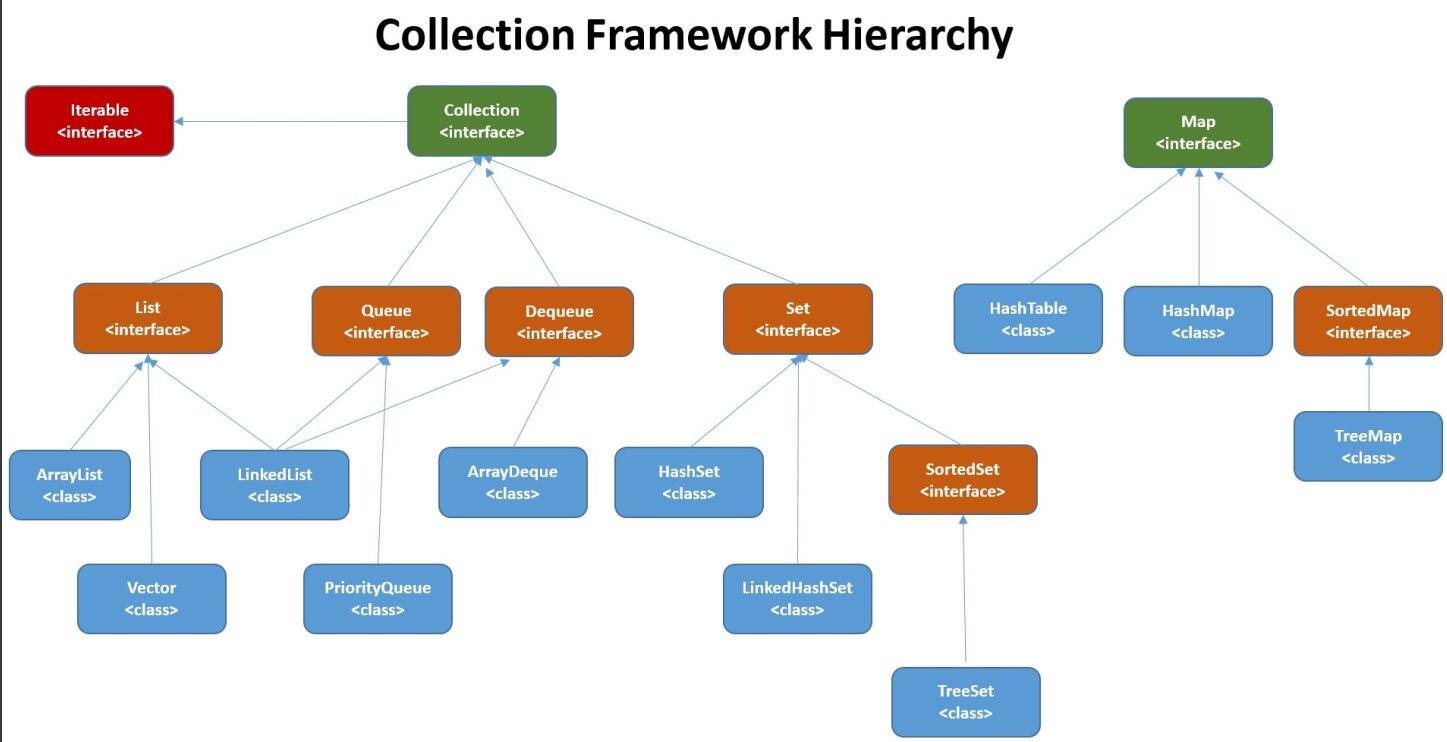 Collection Framework Hierarchy
Iterable
<interface>
Collection
<interface>
Map
<interface>
List
<interface>
Queue
<interface>
Dequeue
<interface>
Set
<interface>
HashTable
<class>
HashMap
<class>
SortedMap
<interface>
ArrayList
<class>
LinkedList
<class>
ArrayDeque
<class>
HashSet
<class>
SortedSet
<interface>
TreeMap
<class>
Vector
<class>
PriorityQueue
<class>
LinkedHashSet
<class>
TreeSet
<class>